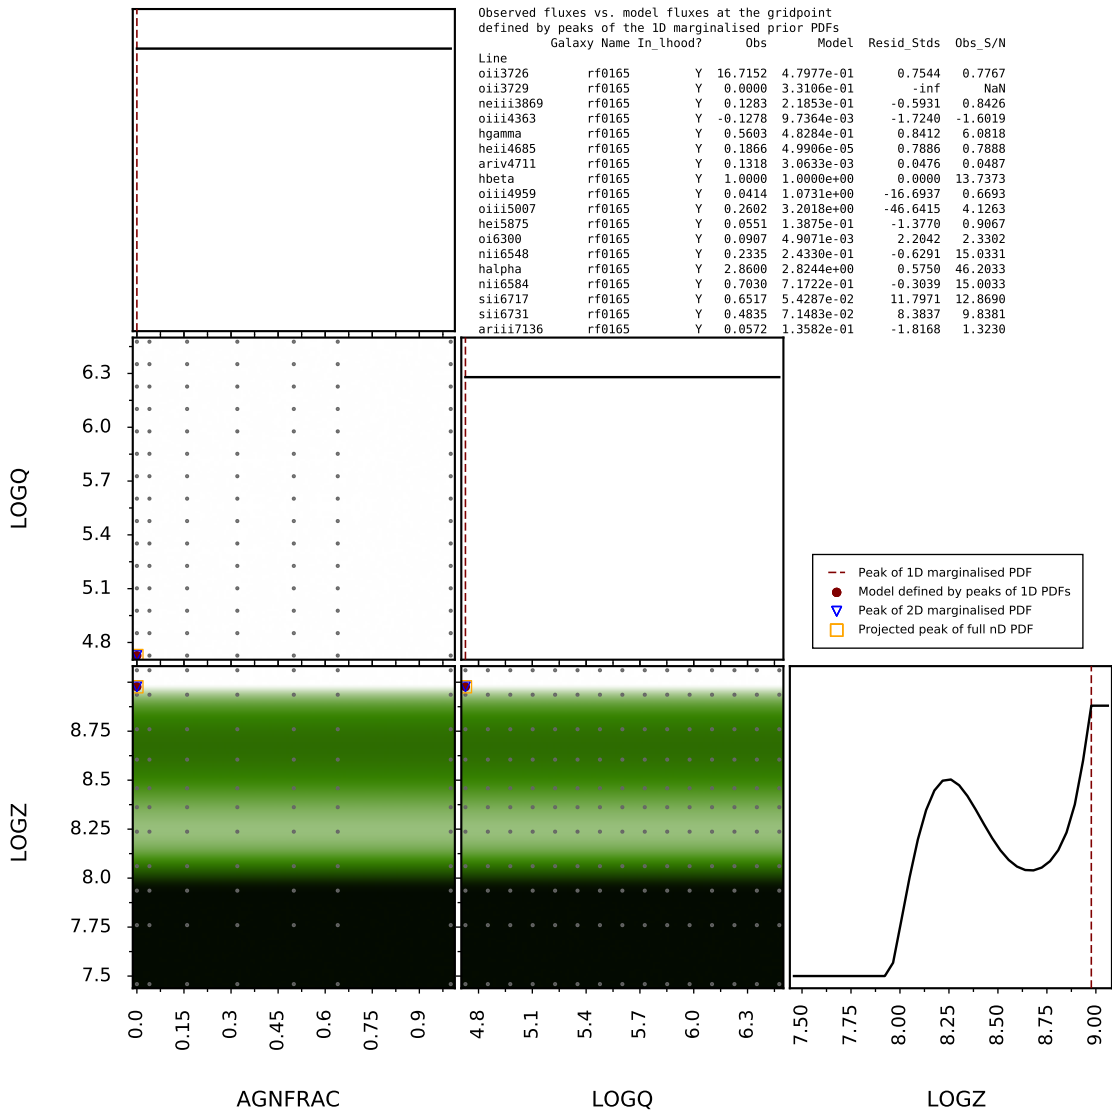 Observed fluxes vs. model fluxes at the gridpoint
defined by peaks of the 1D marginalised prior PDFs
Galaxy Name In_lhood? Obs Model Resid_Stds Obs_S/N
Line
oii3726 rf0165 Y 16.7152 4.7977e-01 0.7544 0.7767
oii3729 rf0165 Y 0.0000 3.3106e-01 -inf NaN
neiii3869 rf0165 Y 0.1283 2.1853e-01 -0.5931 0.8426
oiii4363 rf0165 Y -0.1278 9.7364e-03 -1.7240 -1.6019
hgamma rf0165 Y 0.5603 4.8284e-01 0.8412 6.0818
heii4685 rf0165 Y 0.1866 4.9906e-05 0.7886 0.7888
ariv4711 rf0165 Y 0.1318 3.0633e-03 0.0476 0.0487
hbeta rf0165 Y 1.0000 1.0000e+00 0.0000 13.7373
oiii4959 rf0165 Y 0.0414 1.0731e+00 -16.6937 0.6693
oiii5007 rf0165 Y 0.2602 3.2018e+00 -46.6415 4.1263
hei5875 rf0165 Y 0.0551 1.3875e-01 -1.3770 0.9067
oi6300 rf0165 Y 0.0907 4.9071e-03 2.2042 2.3302
nii6548 rf0165 Y 0.2335 2.4330e-01 -0.6291 15.0331
halpha rf0165 Y 2.8600 2.8244e+00 0.5750 46.2033
nii6584 rf0165 Y 0.7030 7.1722e-01 -0.3039 15.0033
sii6717 rf0165 Y 0.6517 5.4287e-02 11.7971 12.8690
sii6731 rf0165 Y 0.4835 7.1483e-02 8.3837 9.8381
ariii7136 rf0165 Y 0.0572 1.3582e-01 -1.8168 1.3230
6.3
6.0
5.7
5.4
5.1
4.8
LOGQ
Peak of 1D marginalised PDF
Model defined by peaks of 1D PDFs
Peak of 2D marginalised PDF
Projected peak of full nD PDF
8.75
8.5
8.25
8.0
7.75
7.5
LOGZ
0.0 0.15 0.3 0.45 0.6 0.75 0.9
4.8 5.1 5.4 5.7 6.0 6.3
7.50 7.75 8.00 8.25 8.50 8.75 9.00
AGNFRAC LOGQ LOGZ